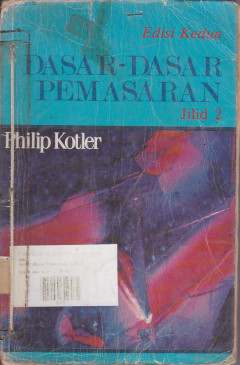 Edisi Kedua
DASAR-DASAR
PEMASARAN
Jilid 2
Philip Kotler